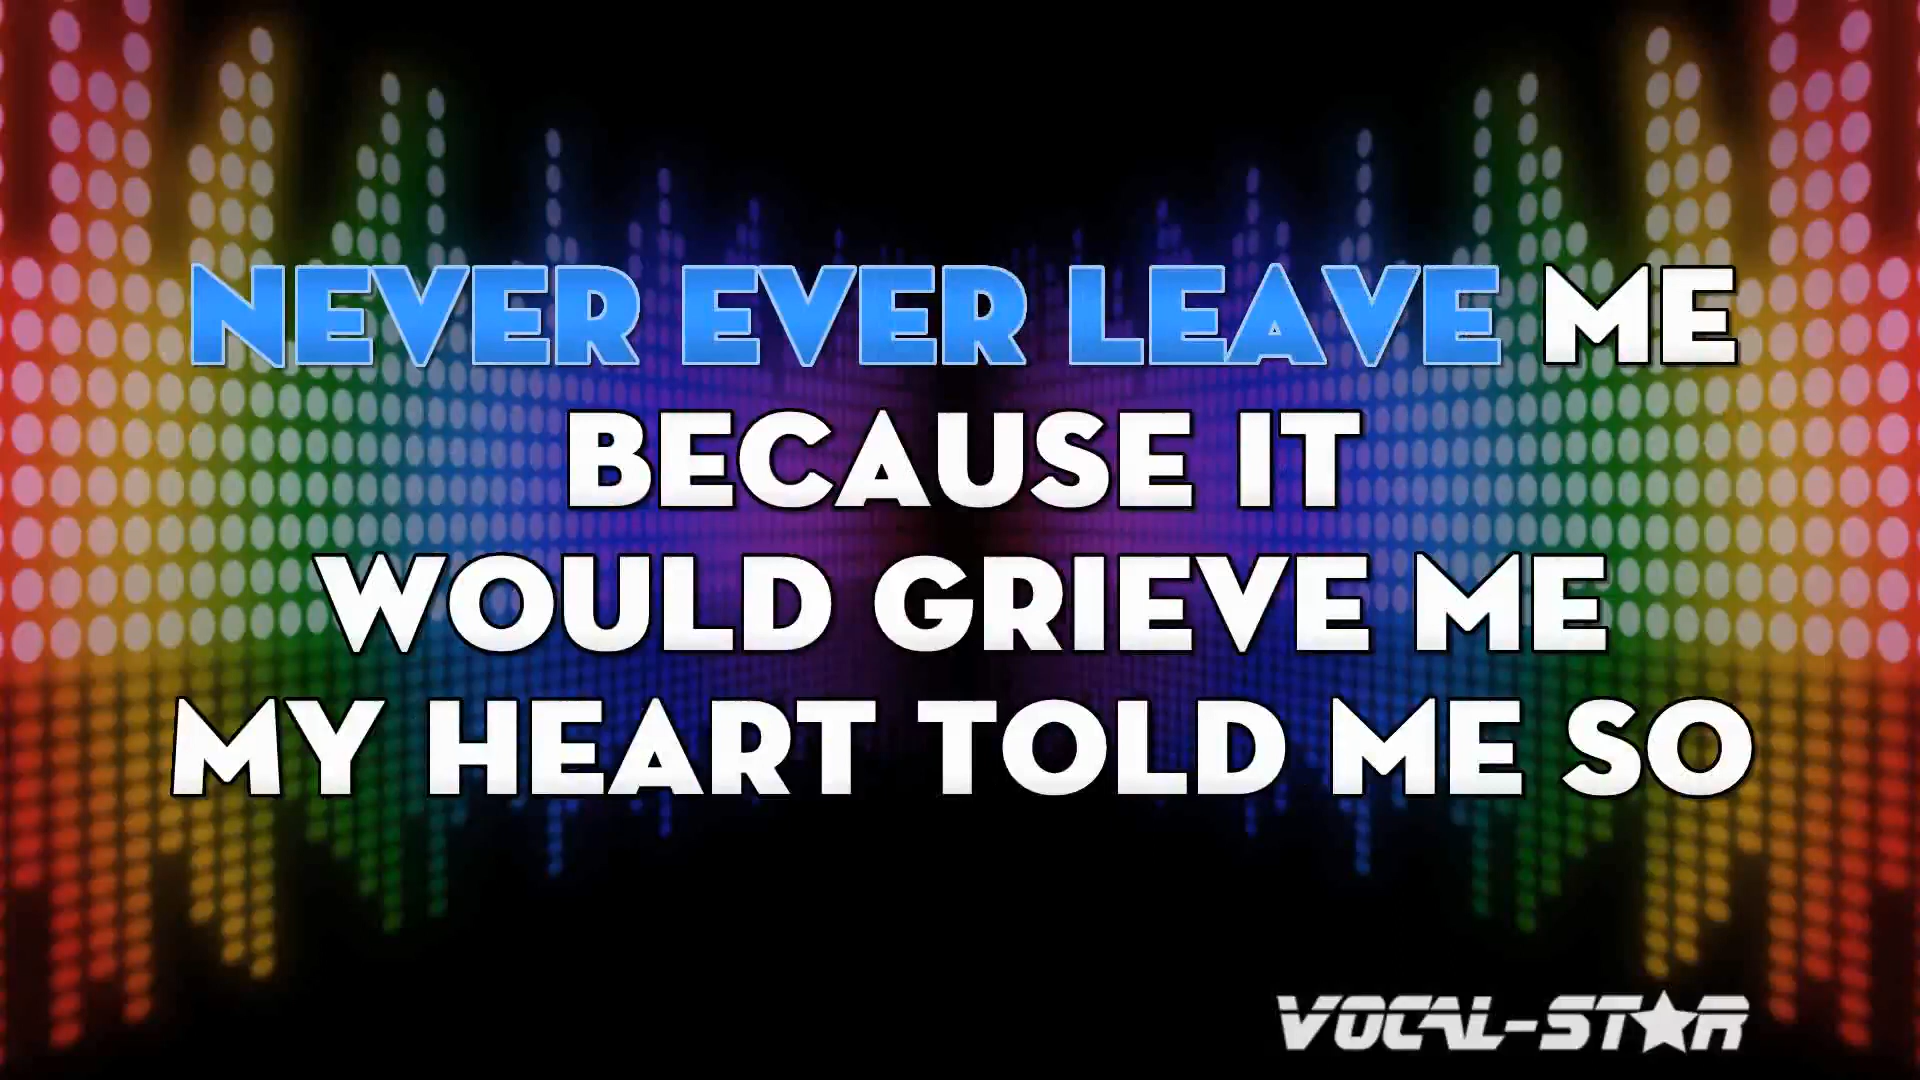 NEVER EVER LEAVE ME
BECAUSE IT
WOULD GRIEVE ME
MY HEART TOLD ME SO
VOCAL-STAR